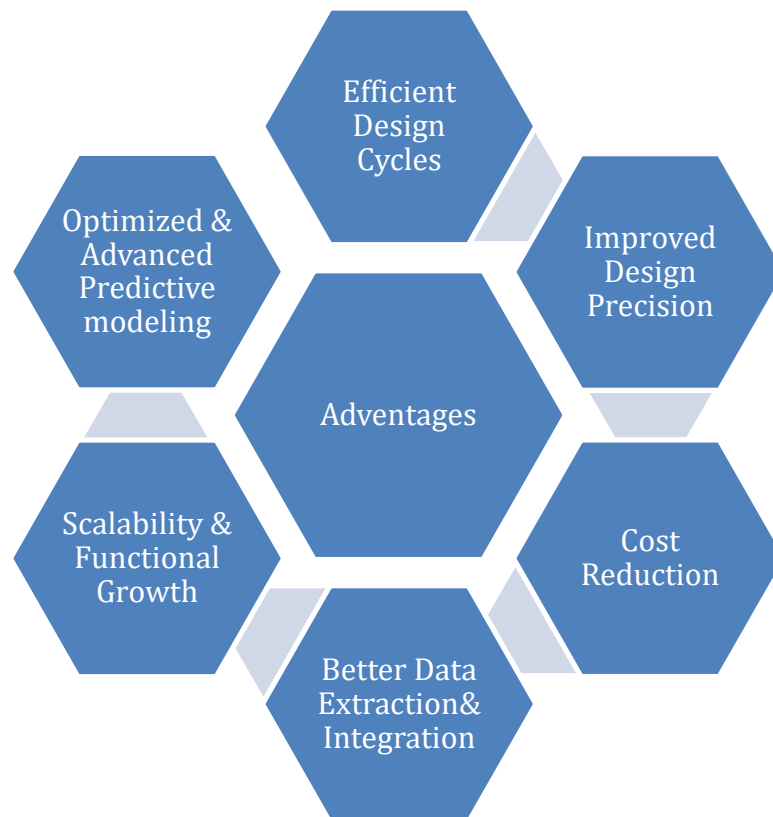 Efficient
Design
Cycles
Improved
Design
Precision
Cost
Reduction
Better Data
Extraction&
Integration
Scalability &
Functional
Growth
Optimized &
Advanced
Predictive
modeling
Adventages